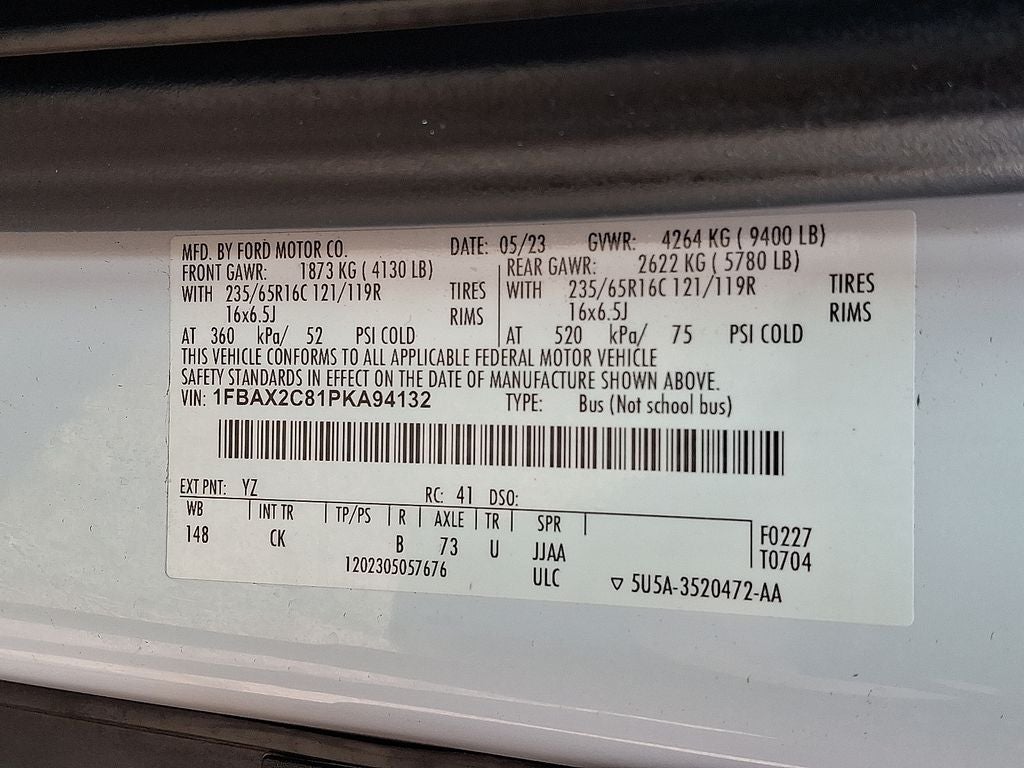 MFD. BY FORD MOTOR CO. DATE: 05/23 GVWR: 4264 KG ( 9400 LB)
FRONT GAWR: 1873 KG ( 4130 LB) REAR GAWR: 2622 KG ( 5780 LB)
WITH 235/65R16C 121/119R TIRES WITH 235/65R16C 121/119R TIRES
16x6.5J RIMS 16x6.5J RIMS
AT 360 kPa/ 52 PSI COLD AT 520 kPa/ 75 PSI COLD
THIS VEHICLE CONFORMS TO ALL APPLICABLE FEDERAL MOTOR VEHICLE
SAFETY STANDARDS IN EFFECT ON THE DATE OF MANUFACTURE SHOWN ABOVE.
VIN: 1FBAX2C81PKA94132 TYPE: Bus (Not school bus)
EXT PNT: YZ RC: 41 DSO:
WB INT TR TP/PS R AXLE TR SPR F0227
148 CK B 73 U JJAA T0704
1202305057676 ULC 5U5A-3520472-AA